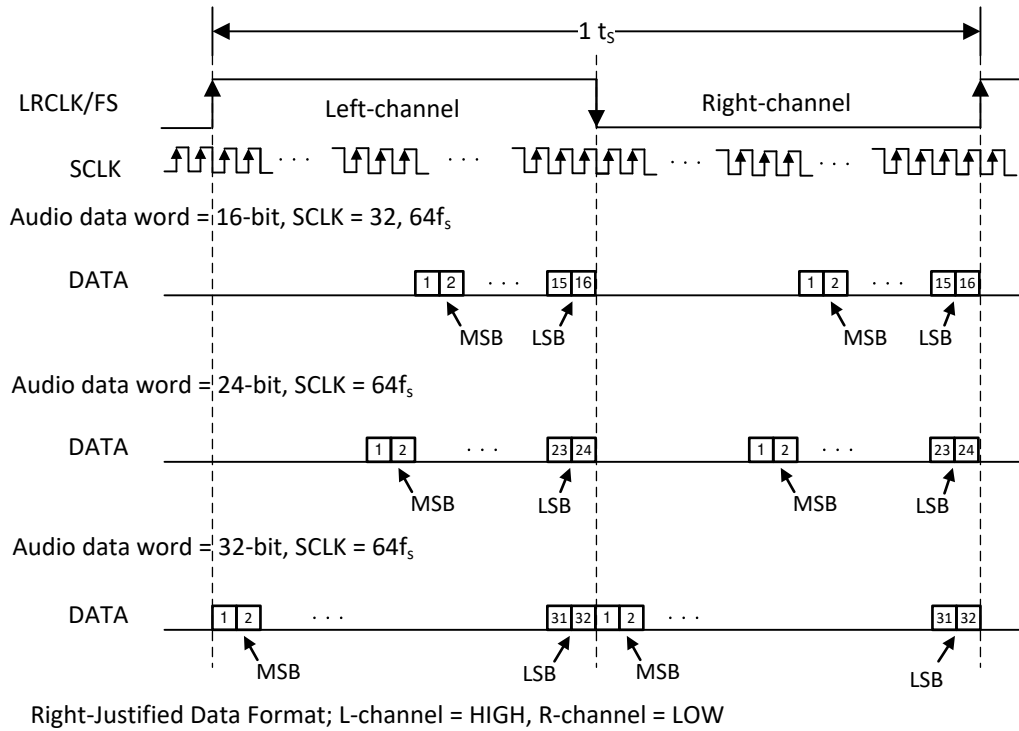 1 tS
LRCLK/FS
Left-channel
Right-channel
SCLK
. . .
. . .
. . .
. . .
Audio data word = 16-bit, SCLK = 32, 64fs
DATA
1 2 . . . 15 16 1 2 . . . 15 16
MSB LSB MSB LSB
Audio data word = 24-bit, SCLK = 64fs
DATA
1 2 . . . 23 24 1 2 . . . 23 24
MSB LSB MSB LSB
Audio data word = 32-bit, SCLK = 64fs
DATA
1 2 . . . 31 32 1 2 . . . 31 32
MSB LSB MSB LSB
Right-Justified Data Format; L-channel = HIGH, R-channel = LOW